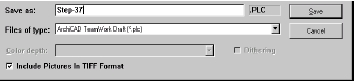 Save as: Step-37 .PLC Save
Files of type: ArchiCAD TeamWork Draft (*.plc) Cancel
Color depth: Dithering
Include Pictures In TIFF Format